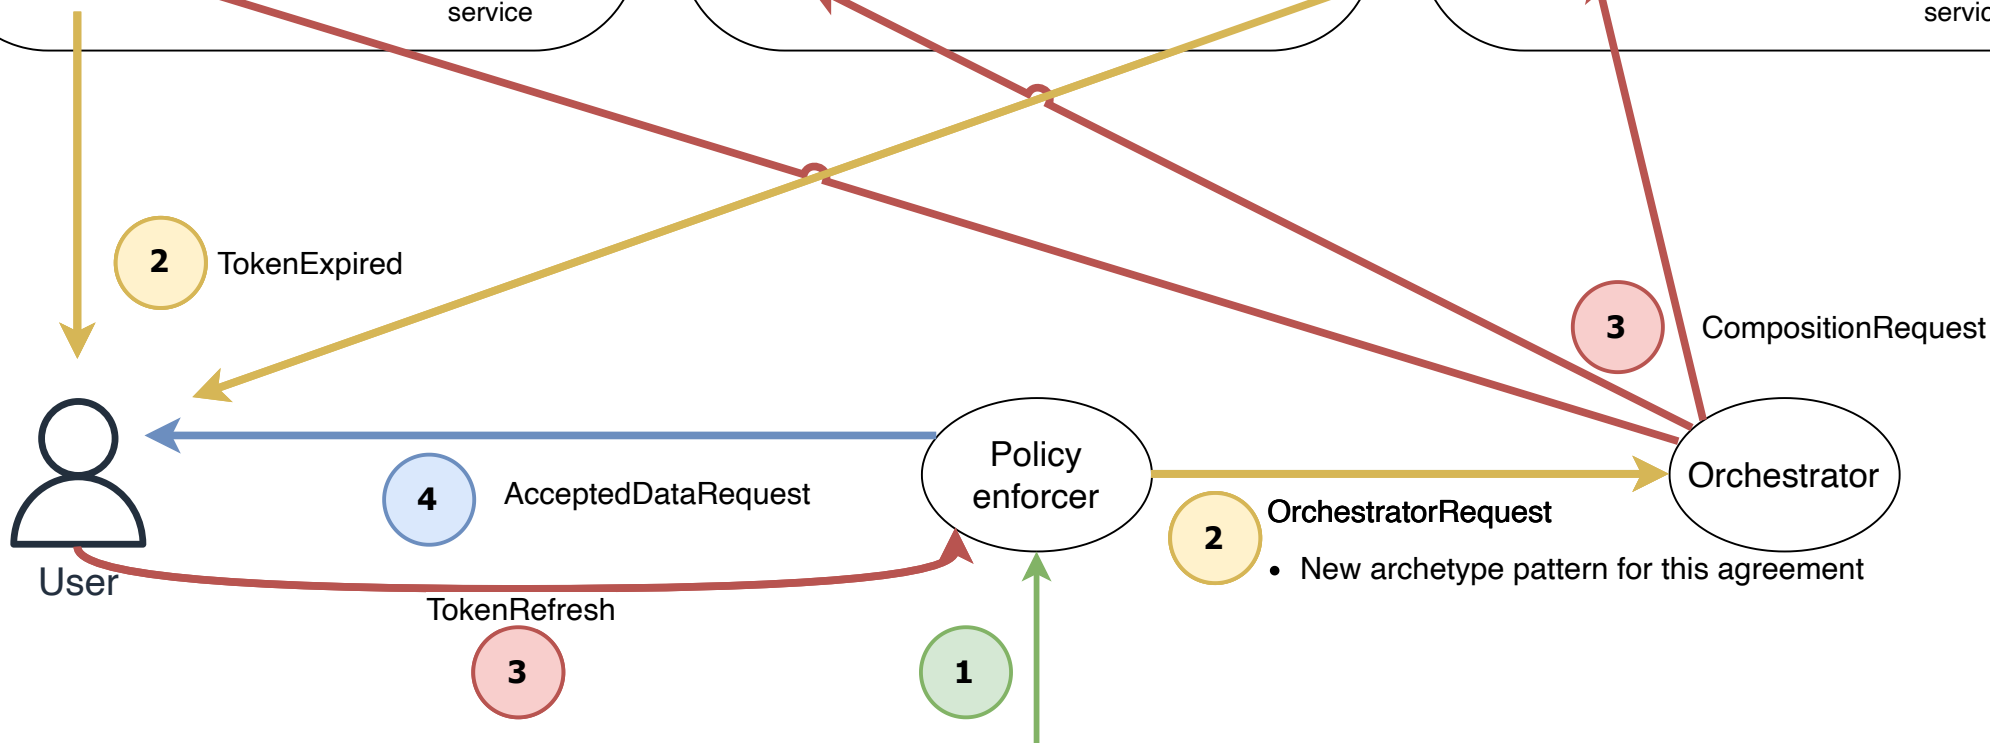 service
servic
2
TokenExpired
3
CompositionRequest
Policy
enforcer
Orchestrator
4
AcceptedDataRequest
2
OrchestratorRequest
• New archetype pattern for this agreement
User
TokenRefresh
3
1